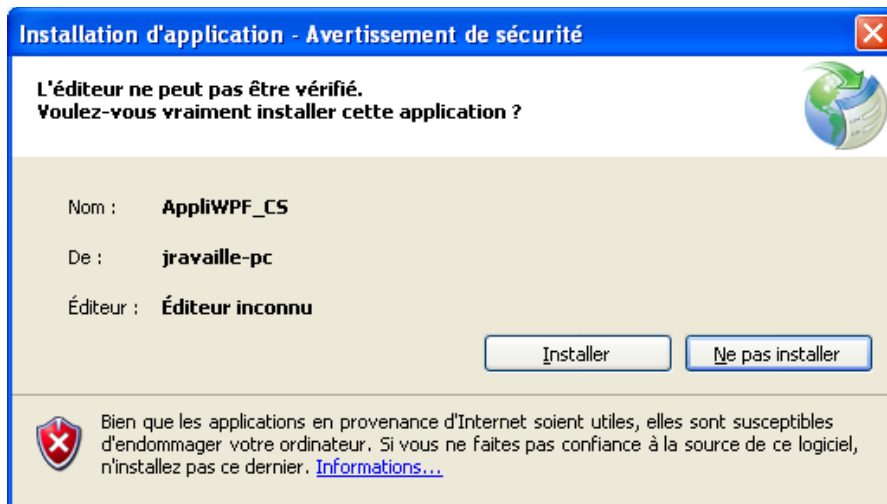 Installation d'application - Avertissement de sécurité
L'éditeur ne peut pas être vérifié.
Voulez-vous vraiment installer cette application ?
Nom : AppliWPF_CS
De : jravaille-pc
Éditeur : Éditeur inconnu
Installer Ne pas installer
Bien que les applications en provenance d'Internet soient utiles, elles sont susceptibles
d'endommager votre ordinateur. Si vous ne faites pas confiance à la source de ce logiciel,
n'installez pas ce dernier. Informations...